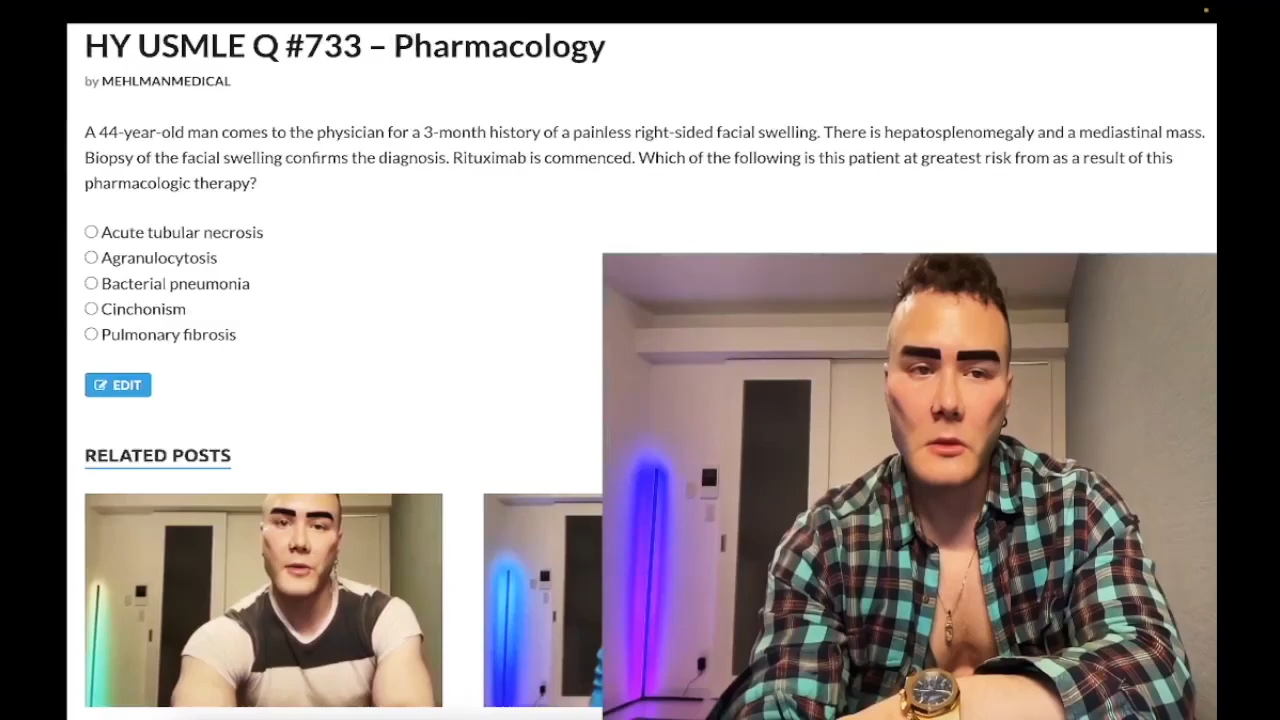 HY USMLE Q #733 – Pharmacology
by MEHLMANMEDICAL
A 44-year-old man comes to the physician for a 3-month history of a painless right-sided facial swelling. There is hepatosplenomegaly and a mediastinal mass.
Biopsy of the facial swelling confirms the diagnosis. Rituximab is commenced. Which of the following is this patient at greatest risk from as a result of this
pharmacologic therapy?
Acute tubular necrosis
Agranulocytosis
Bacterial pneumonia
Cinchonism
Pulmonary fibrosis
EDIT
RELATED POSTS